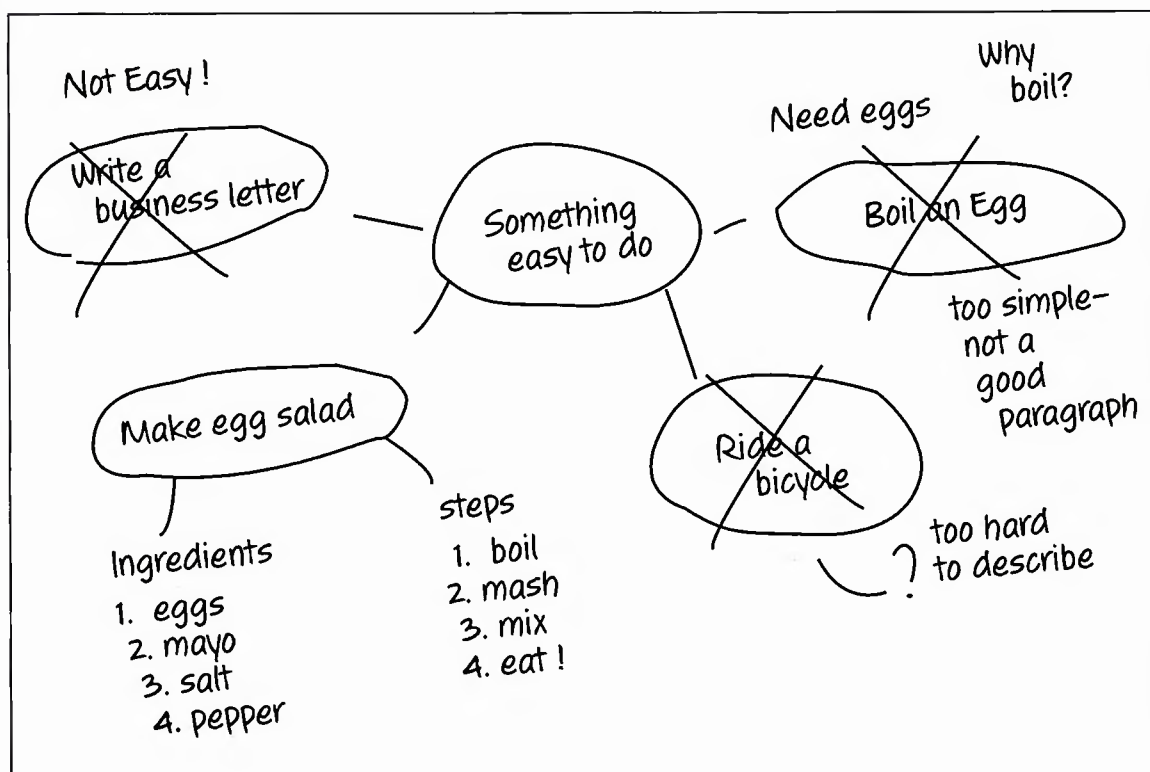 Not Easy!
Write a
business letter
Something
easy to do
Why
boil?
Need eggs
Boil an Egg
too simple-
not a
good
paragraph
Make egg salad
Ingredients
1. eggs
2. mayo
3. salt
4. pepper
steps
1. boil
2. mash
3. mix
4. eat!
Ride a
bicycle
? too hard
to describe